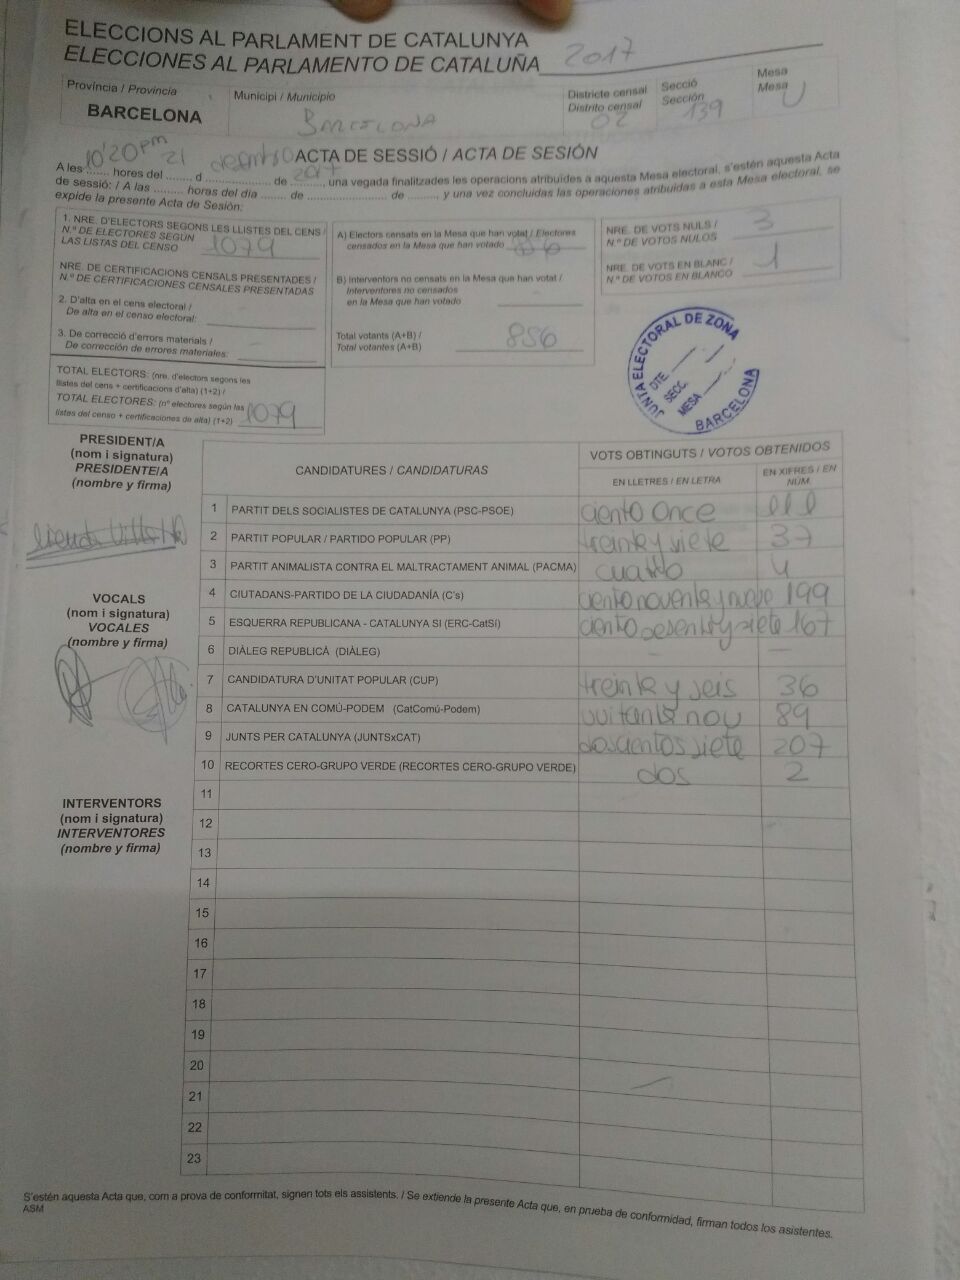 ELECCIONS AL PARLAMENT DE CATALUNYA
ELECCIONES AL PARLAMENTO DE CATALUÑA 2017
Província / Provincia
BARCELONA
Municipi / Municipio
BARCELONA
Districte censal
Distrito censal
02
Secció
Sección
139
Mesa
Mesa
U
ACTA DE SESSIÓ / ACTA DE SESIÓN
A les 10'20 pm hores del 21 d de 2017, una vegada finalitzades les operacions atribuïdes a aquesta Mesa electoral, s'estén aquesta Acta
de sessió: / A las ........ horas del día ....... de ...................... de ........, y una vez concluidas las operaciones atribuidas a esta Mesa electoral, se
expide la presente Acta de Sesión:
1. NRE. D'ELECTORS SEGONS LES LLISTES DEL CENS /
N.º DE ELECTORES SEGÚN
LAS LISTAS DEL CENSO 1079
NRE. DE CERTIFICACIONS CENSALS PRESENTADES /
N.º DE CERTIFICACIONES CENSALES PRESENTADAS
2. D'alta en el cens electoral /
De alta en el censo electoral: -
3. De correcció d'errors materials /
De corrección de errores materiales: -
TOTAL ELECTORS: (nre. d'electors segons les
llistes del cens + certificacions d'alta) (1+2) /
TOTAL ELECTORES: (nº electores según las
listas del censo + certificaciones de alta) (1+2) 1079
A) Electors censats en la Mesa que han votat / Electores
censados en la Mesa que han votado 856
B) Interventors no censats en la Mesa que han votat /
Interventores no censados
en la Mesa que han votado -
Total votants (A+B) /
Total votantes (A+B) 856
NRE. DE VOTS NULS /
N.º DE VOTOS NULOS 3
NRE. DE VOTS EN BLANC /
N.º DE VOTOS EN BLANCO 1
JUNTA ELECTORAL DE ZONA
DTE.
SECC.
MESA
BARCELONA
PRESIDENT/A
(nom i signatura)
PRESIDENTE/A
(nombre y firma)
VOCALS
(nom i signatura)
VOCALES
(nombre y firma)
INTERVENTORS
(nom i signatura)
INTERVENTORES
(nombre y firma)
CANDIDATURES / CANDIDATURAS
VOTS OBTINGUTS / VOTOS OBTENIDOS
EN LLETRES / EN LETRA
EN XIFRES / EN NÚM.
1 PARTIT DELS SOCIALISTES DE CATALUNYA (PSC-PSOE) ciento once 111
2 PARTIT POPULAR / PARTIDO POPULAR (PP) treinta y siete 37
3 PARTIT ANIMALISTA CONTRA EL MALTRACTAMENT ANIMAL (PACMA) cuatro 4
4 CIUTADANS-PARTIDO DE LA CIUDADANÍA (C's) ciento noventa y nueve 199
5 ESQUERRA REPUBLICANA - CATALUNYA SI (ERC-CatSí) ciento sesenta y siete 167
6 DIÀLEG REPUBLICÀ (DIÀLEG) - -
7 CANDIDATURA D'UNITAT POPULAR (CUP) treinta y seis 36
8 CATALUNYA EN COMÚ-PODEM (CatComú-Podem) vuitanta nou 89
9 JUNTS PER CATALUNYA (JUNTSxCAT) doscientos siete 207
10 RECORTES CERO-GRUPO VERDE (RECORTES CERO-GRUPO VERDE) dos 2
11
12
13
14
15
16
17
18
19
20
21
22
23
S'estén aquesta Acta que, com a prova de conformitat, signen tots els assistents. / Se extiende la presente Acta que, en prueba de conformidad, firman todos los asistentes.
ASM